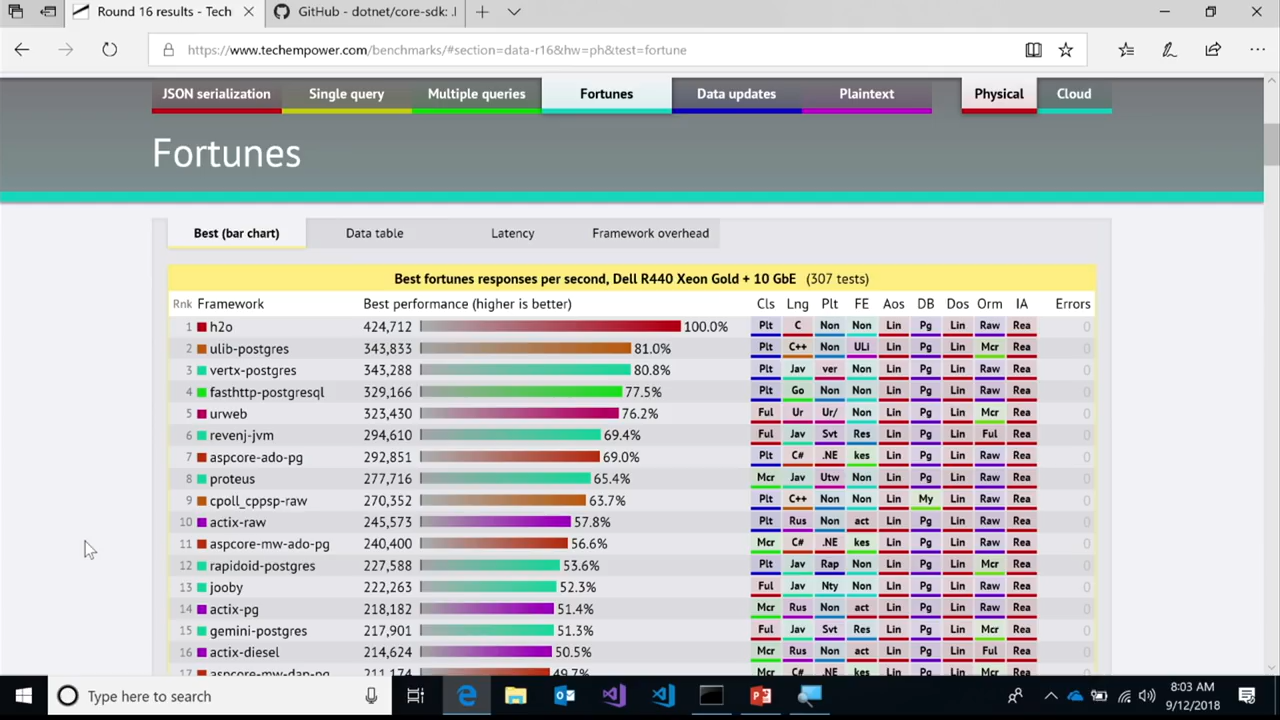 Round 16 results - Tech
GitHub - dotnet/core-sdk: .
https://www.techempower.com/benchmarks/#section=data-r16&hw=ph&test=fortune
JSON serialization Single query Multiple queries Fortunes Data updates Plaintext Physical Cloud
Fortunes
Best (bar chart) Data table Latency Framework overhead
Best fortunes responses per second, Dell R440 Xeon Gold + 10 GbE (307 tests)
Rnk Framework Best performance (higher is better) Cls Lng Plt FE Aos DB Dos Orm IA Errors
1 h2o 424,712 100.0% Plt C Non Non Lin Pg Lin Raw Rea 0
2 ulib-postgres 343,833 81.0% Plt C++ Non ULi Lin Pg Lin Mcr Rea 0
3 vertx-postgres 343,288 80.8% Plt Jav ver Non Lin Pg Lin Raw Rea 0
4 fasthttp-postgresql 329,166 77.5% Plt Go Non Non Lin Pg Lin Raw Rea 0
5 urweb 323,430 76.2% Ful Ur Ur/ Non Lin Pg Lin Mcr Rea 0
6 revenj-jvm 294,610 69.4% Ful Jav Svt Res Lin Pg Lin Ful Rea 0
7 aspcore-ado-pg 292,851 69.0% Plt C# .NE kes Lin Pg Lin Raw Rea 0
8 proteus 277,716 65.4% Mcr Jav Utw Non Lin Pg Lin Raw Rea 0
9 cpoll_cppsp-raw 270,352 63.7% Plt C++ Non Non Lin My Lin Raw Rea 0
10 actix-raw 245,573 57.8% Plt Rus Non act Lin Pg Lin Raw Rea 0
11 aspcore-mw-ado-pg 240,400 56.6% Mcr C# .NE kes Lin Pg Lin Raw Rea 0
12 rapidoid-postgres 227,588 53.6% Plt Jav Rap Non Lin Pg Lin Mcr Rea 0
13 jooby 222,263 52.3% Ful Jav Nty Non Lin Pg Lin Raw Rea 0
14 actix-pg 218,182 51.4% Mcr Rus Non act Lin Pg Lin Raw Rea 0
15 gemini-postgres 217,901 51.3% Ful Jav Svt Res Lin Pg Lin Mcr Rea 0
16 actix-diesel 214,624 50.5% Mcr Rus Non act Lin Pg Lin Ful Rea 0
17 aspcore-mw-dap-pg 211,174 49.7% Mcr C# .NE kes Lin Pg Lin Mcr Rea 0
Type here to search
8:03 AM
9/12/2018